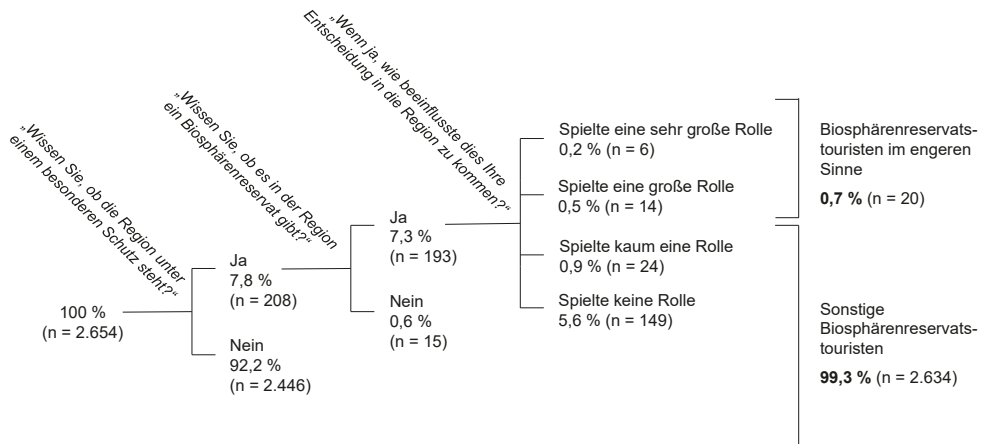 „Wissen Sie, ob die Region unter
einem besonderen Schutz steht?“
„Wissen Sie, ob es in der Region
ein Biosphärenreservat gibt?“
„Wenn ja, wie beeinflusste dies Ihre
Entscheidung in die Region zu kommen?“
100 %
(n = 2.654)
Ja
7,8 %
(n = 208)
Nein
92,2 %
(n = 2.446)
Ja
7,3 %
(n = 193)
Nein
0,6 %
(n = 15)
Spielte eine sehr große Rolle
0,2 % (n = 6)
Spielte eine große Rolle
0,5 % (n = 14)
Spielte kaum eine Rolle
0,9 % (n = 24)
Spielte keine Rolle
5,6 % (n = 149)
Biosphärenreservats-
touristen im engeren
Sinne
0,7 % (n = 20)
Sonstige
Biosphärenreservats-
touristen
99,3 % (n = 2.634)